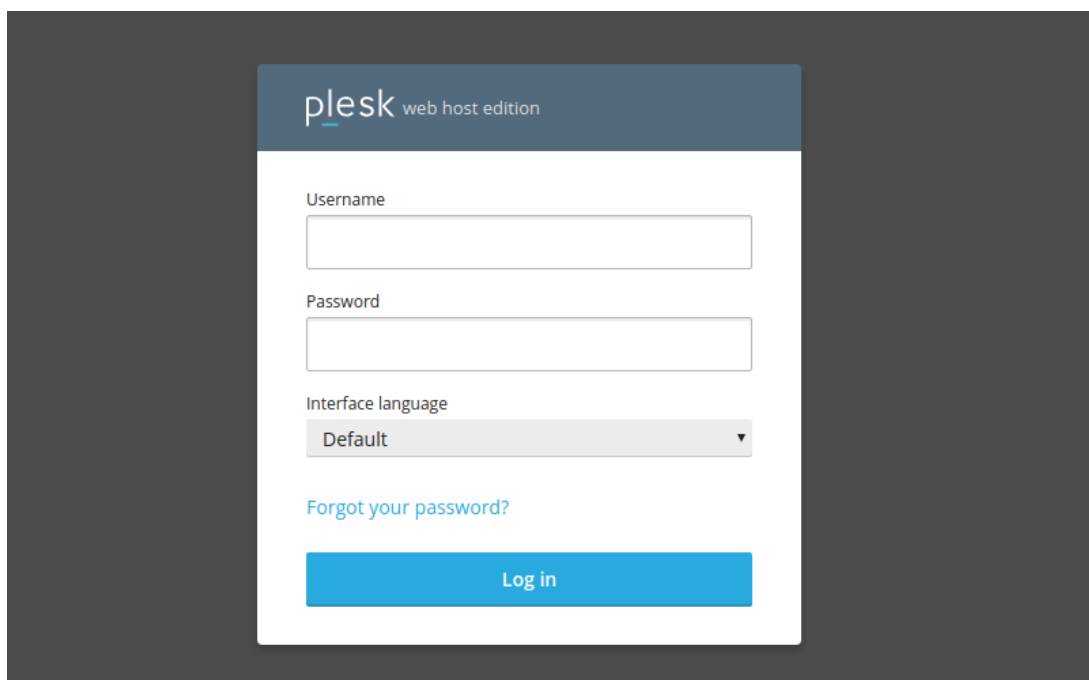 plesk web host edition
Username
Password
Interface language
Default
Forgot your password?
Log in